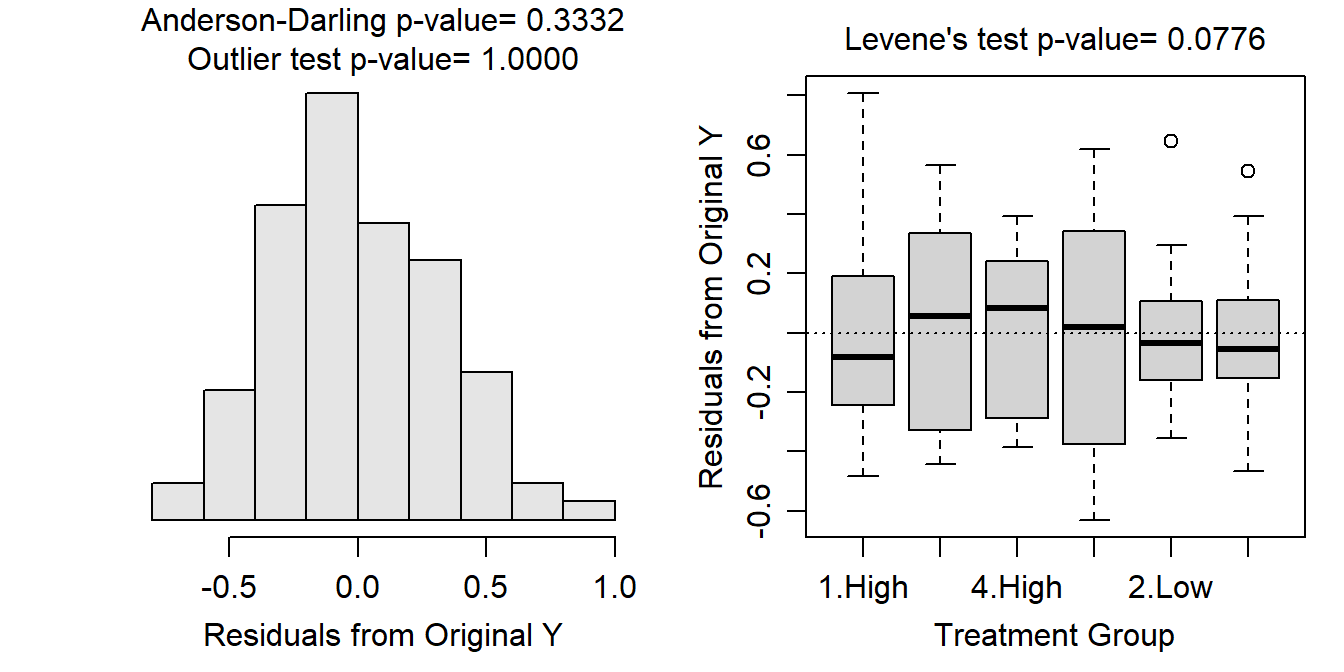 Anderson-Darling p-value= 0.3332
Outlier test p-value= 1.0000
-0.5 0.0 0.5 1.0
Residuals from Original Y
Levene's test p-value= 0.0776
Residuals from Original Y
0.6
0.2
-0.2
-0.6
1.High 4.High 2.Low
Treatment Group